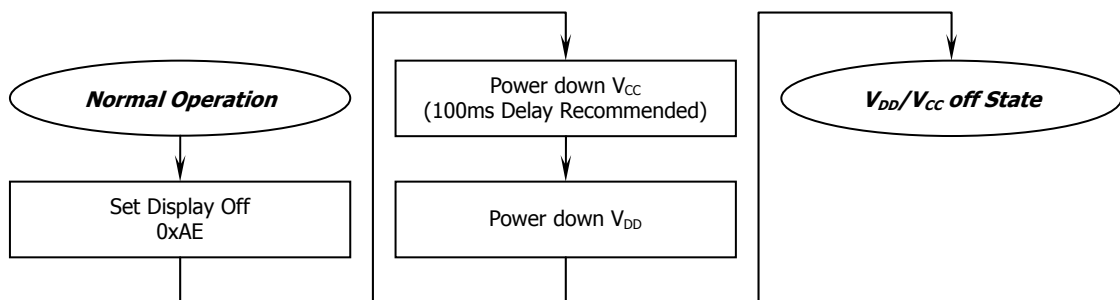 Normal Operation
Set Display Off
0xAE
Power down VCC
(100ms Delay Recommended)
Power down VDD
VDD/VCC off State